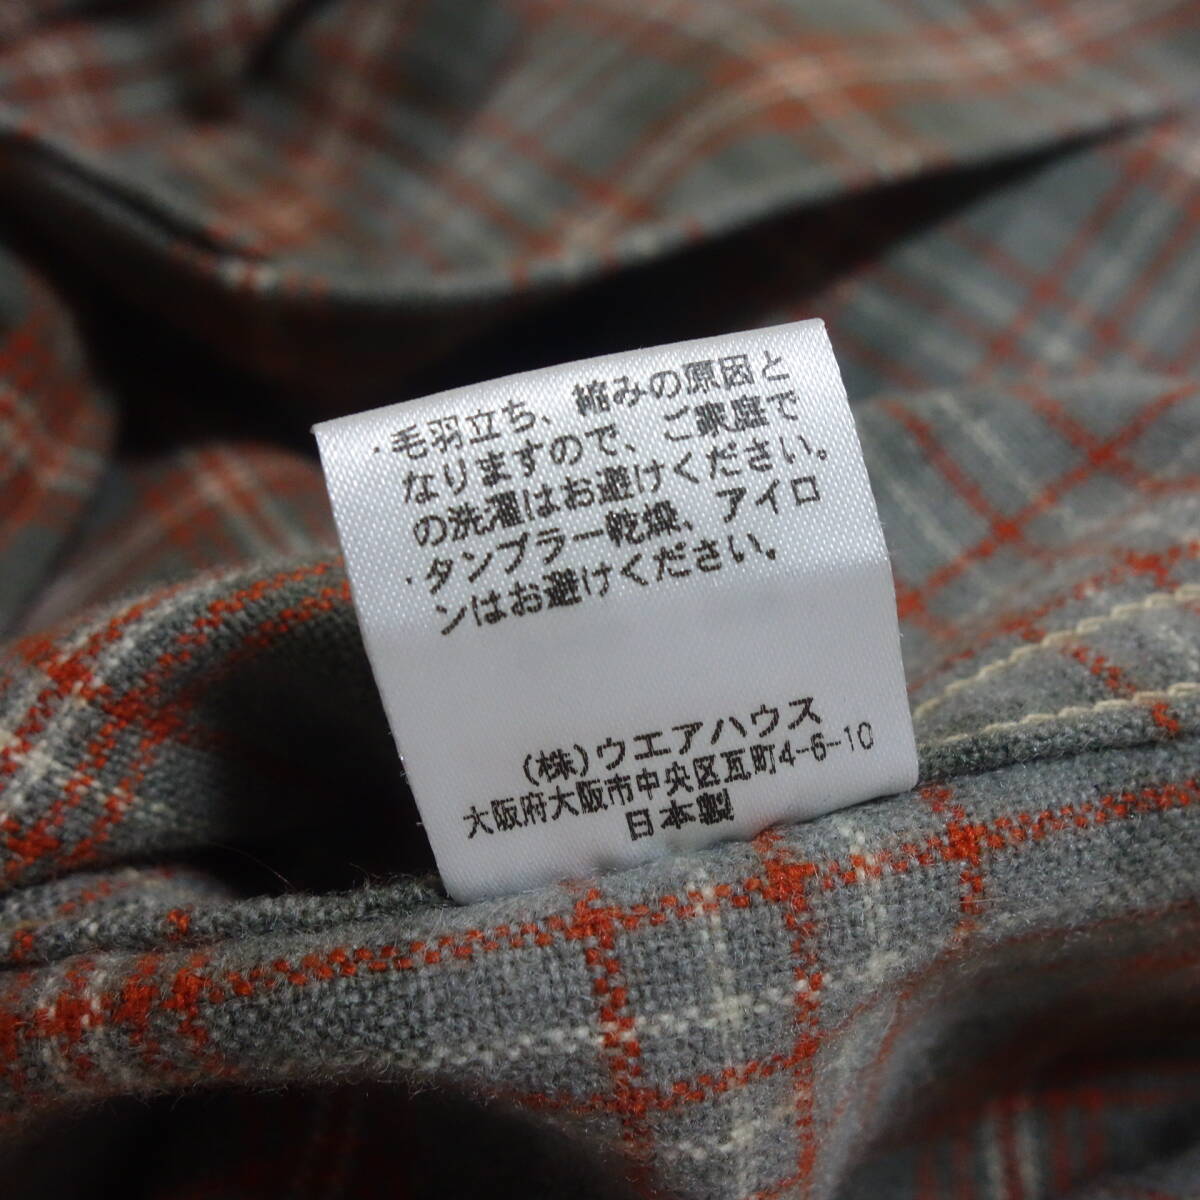 ・毛羽立ち、縮みの原因と
なりますので、ご家庭で
の洗濯はお避けください。
・タンブラー乾燥、アイロ
ンはお避けください。
(株)ウエアハウス
大阪府大阪市中央区瓦町4-6-10
日本製